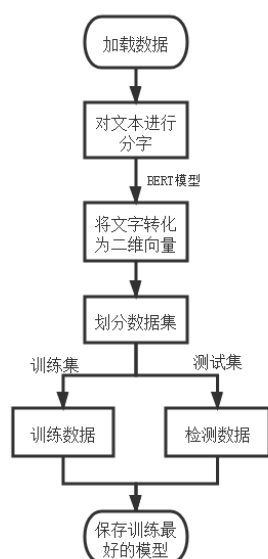 加载数据
对文本进行
分字
BERT模型
将文字转化
为二维向量
划分数据集
训练集
测试集
训练数据
检测数据
保存训练最
好的模型